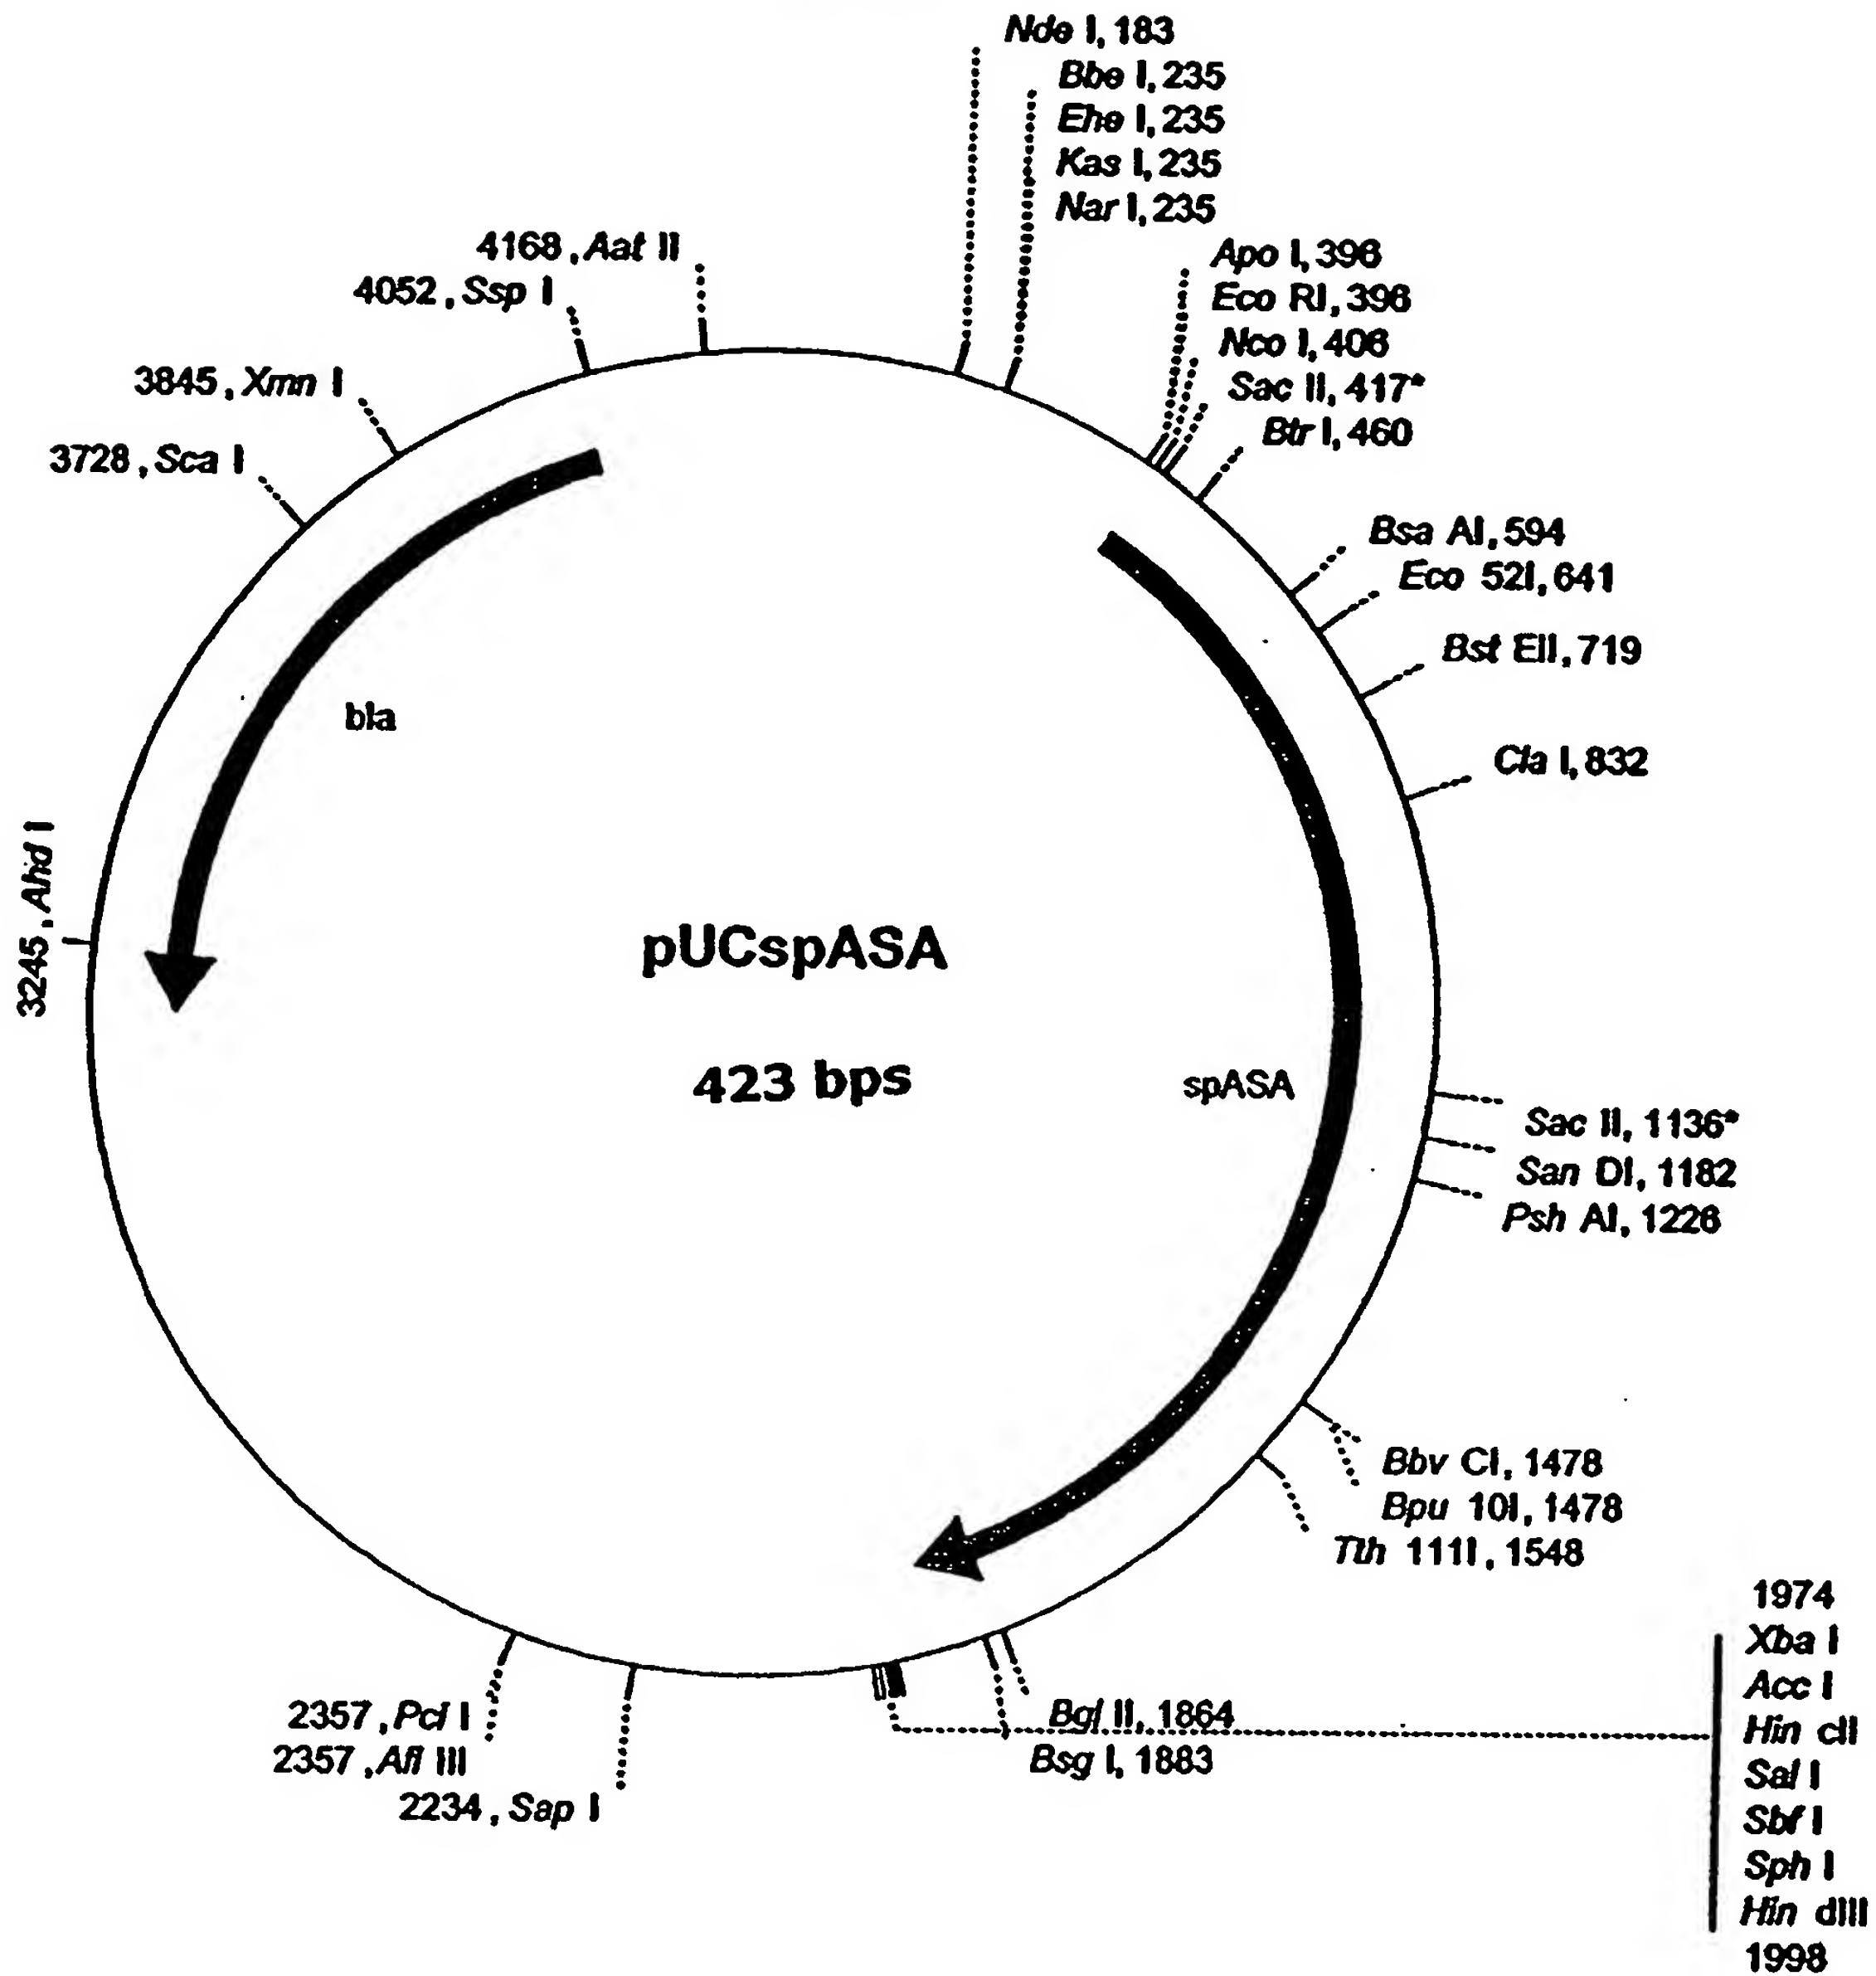 Nde I, 183
Bbe I, 235
Ehe I, 235
Kas I, 235
Nar I, 235
Apo I, 396
Eco RI, 396
Nco I, 406
Sac II, 417*
Btr I, 460
Bsa AI, 594
Eco 52I, 641
Bst EII, 719
Cla I, 832
Sac II, 1136*
San DI, 1182
Psh AI, 1226
Bbv CI, 1478
Bpu 10I, 1478
Tth 111I, 1548
1974
Xba I
Acc I
Hin cII
Sal I
Sbf I
Sph I
Hin dIII
1998
Bgl II, 1864
Bsg I, 1883
2234, Sap I
2357, Pci I
2357, Afl III
3245, Ahd I
3728, Sca I
3845, Xmn I
4052, Ssp I
4168, Aat II
bla
spASA
pUCspASA
423 bps